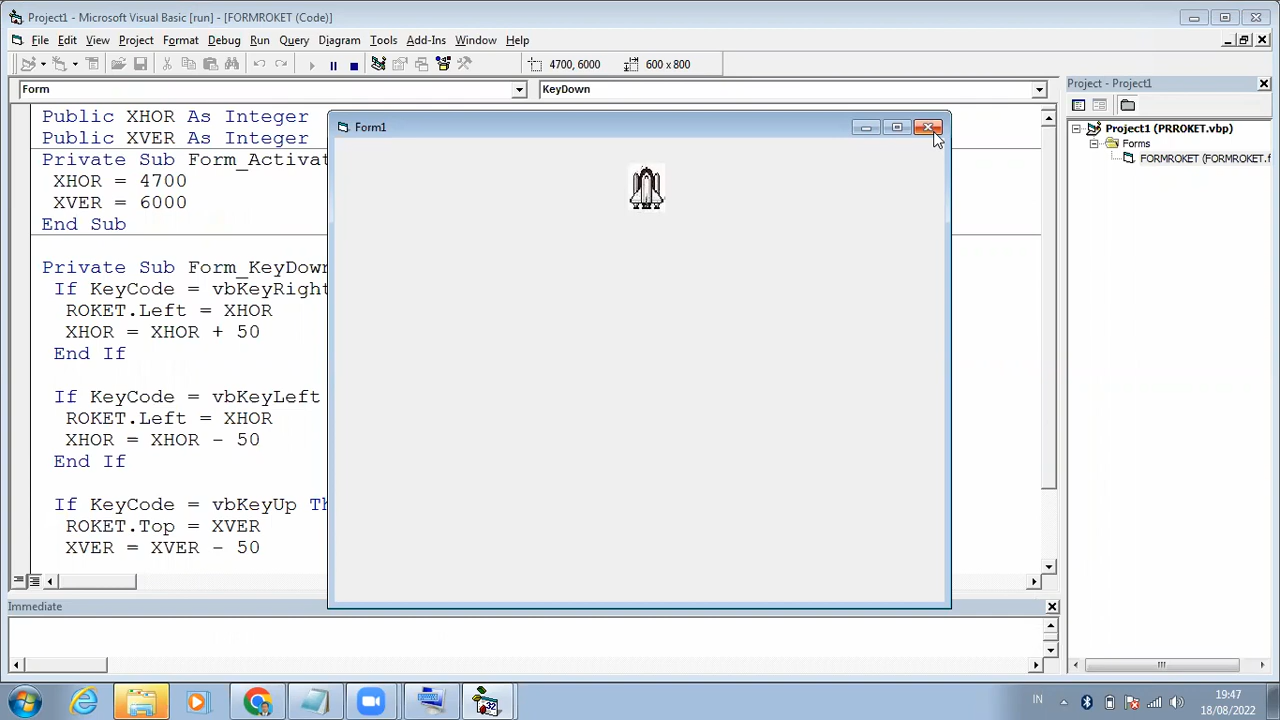 Project1 - Microsoft Visual Basic [run] - [FORMROKET (Code)]
File Edit View Project Format Debug Run Query Diagram Tools Add-Ins Window Help
4700, 6000 600 x 800
Form KeyDown
Project - Project1
Project1 (PRROKET.vbp)
Forms
FORMROKET (FORMROKET.f
Public XHOR As Integer
Public XVER As Integer
Private Sub Form_Activat
XHOR = 4700
XVER = 6000
End Sub
Private Sub Form_KeyDown
If KeyCode = vbKeyRight
ROKET.Left = XHOR
XHOR = XHOR + 50
End If
If KeyCode = vbKeyLeft
ROKET.Left = XHOR
XHOR = XHOR - 50
End If
If KeyCode = vbKeyUp Th
ROKET.Top = XVER
XVER = XVER - 50
Form1
Immediate
32
IN
19:47
18/08/2022